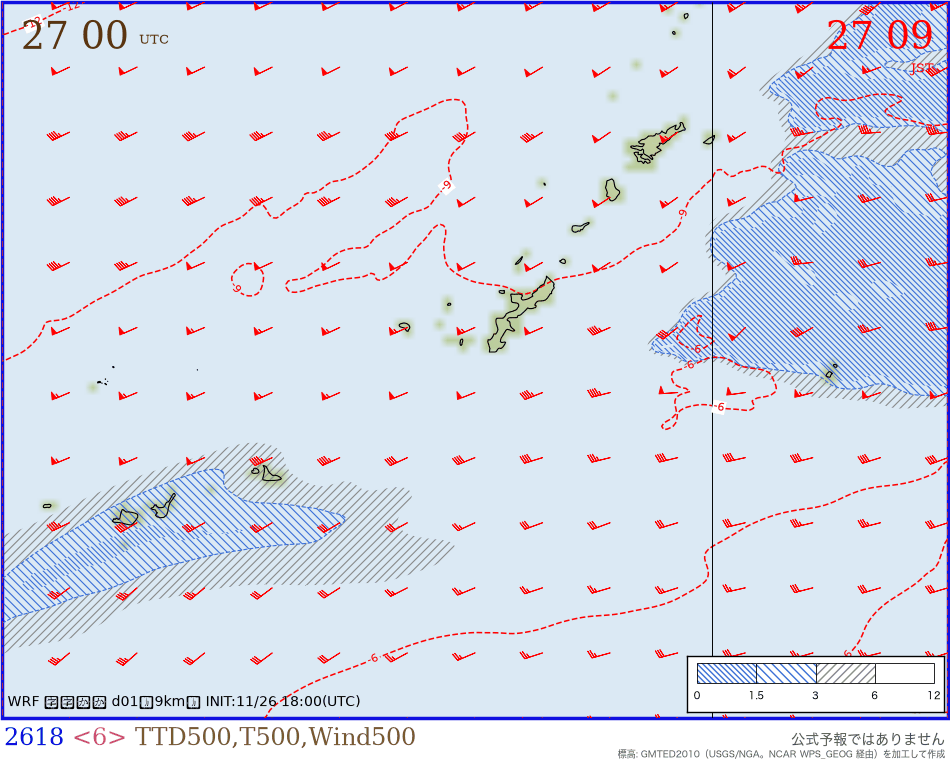 27 00 UTC
27 09
JST
-12
-12
-9
-9
-9
-6
-6
-6
-6
-6
WRF d01 9km INIT:11/26 18:00(UTC)
0 1.5 3 6 12
2618 <6> TTD500,T500,Wind500
公式予報ではありません
標高: GMTED2010（USGS/NGA。NCAR WPS_GEOG 経由）を加工して作成